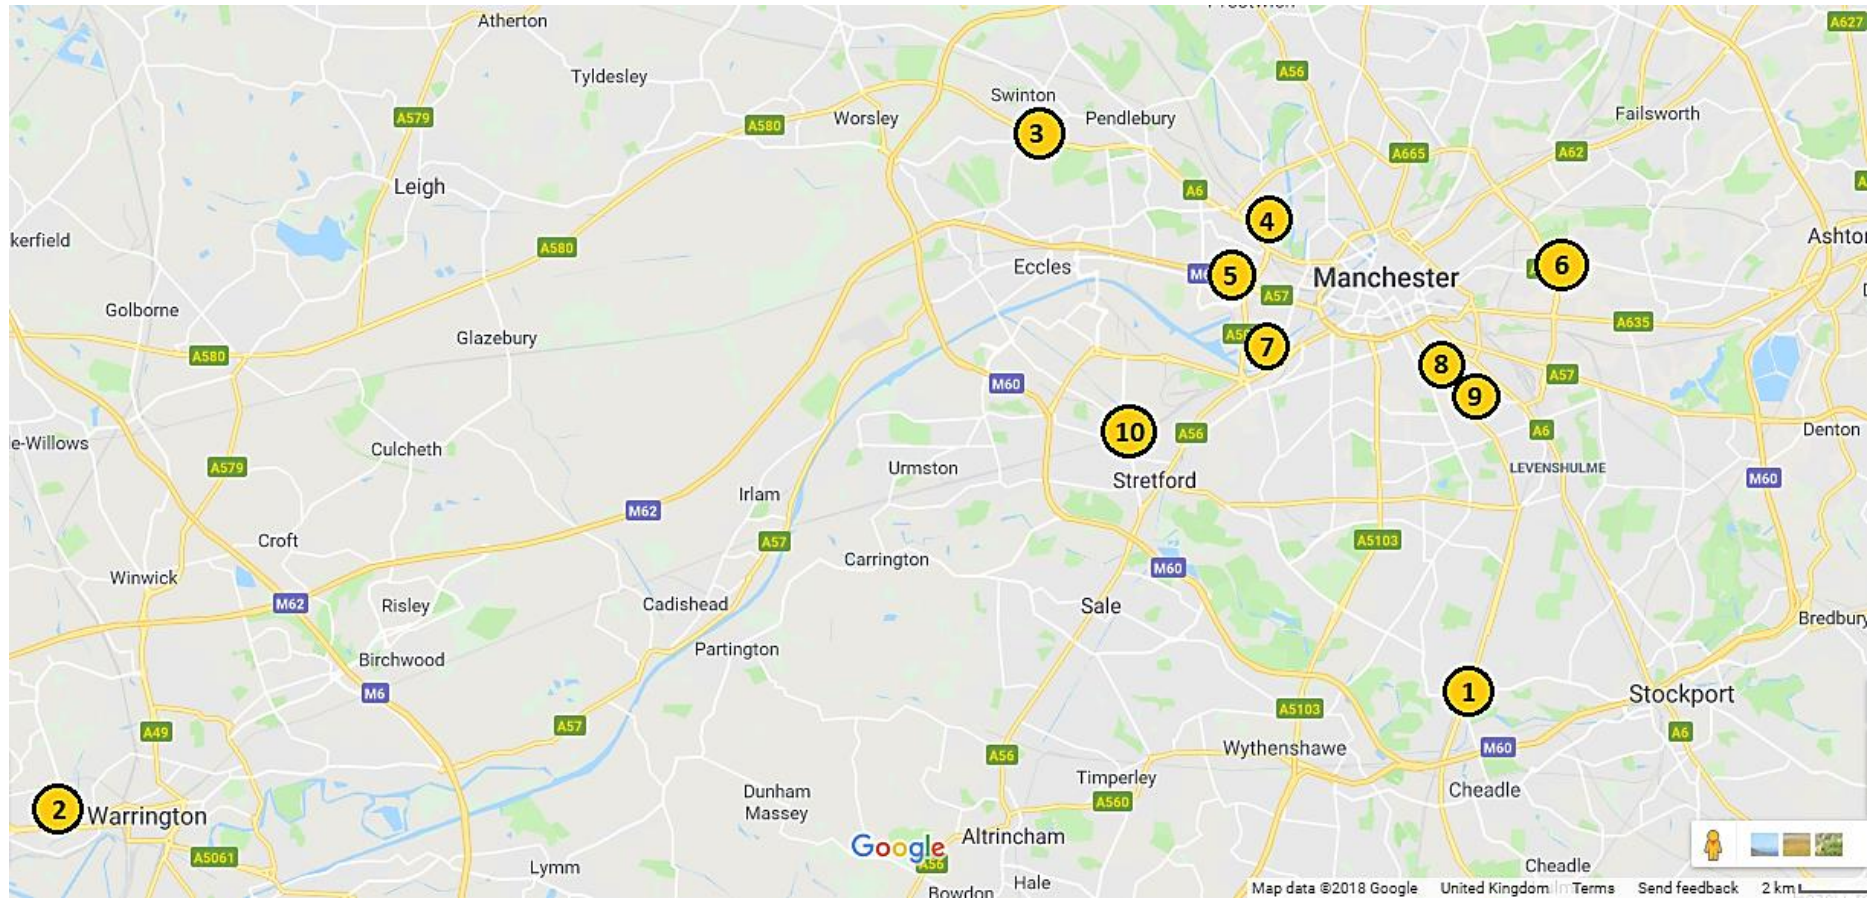 Atherton
A627
Tyldesley
A56
A579
A580
Worsley
Swinton
3
Pendlebury
Failsworth
A665
A62
Leigh
A6
4
kerfield
A580
Eccles
5
Manchester
6
A57
Golborne
Glazebury
A635
A580
7
M60
8
A57
9
10
A56
A6
e-Willows
Culcheth
Denton
A579
Urmston
Stretford
LEVENSHULME
M60
Irlam
M62
Croft
A57
Carrington
A5103
M60
Winwick
M62
Risley
Cadishead
Sale
Bredbury
Birchwood
Partington
M6
1
Stockport
A5103
A49
A57
A6
Wythenshawe
M60
A56
Timperley
Cheadle
Dunham
Massey
A560
2
Warrington
Altrincham
Google
A56
A5061
Lymm
Cheadle
Hale
Bowdon
Map data ©2018 Google United Kingdom Terms Send feedback 2 km